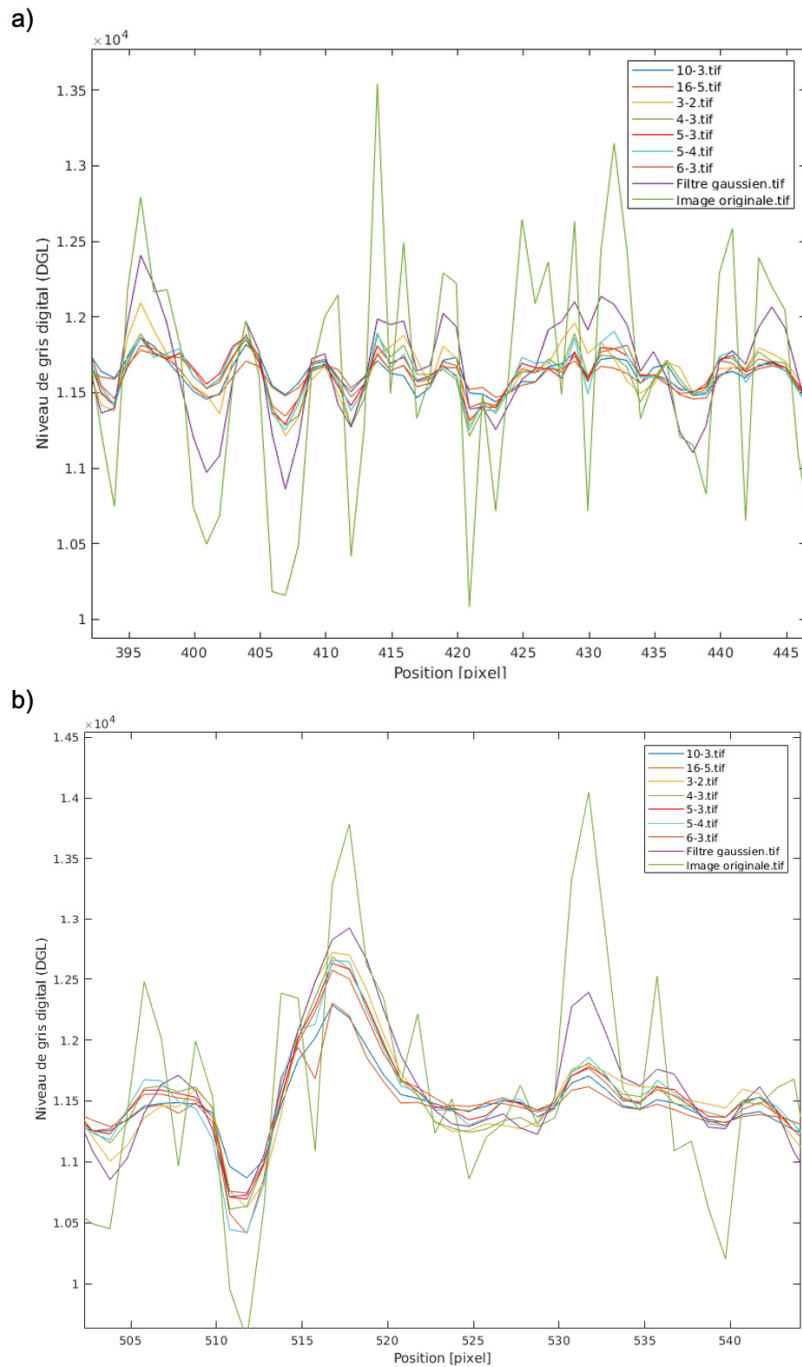 a)
×10⁴
1.35
1.3
1.25
1.2
1.15
1.1
1.05
1
395 400 405 410 415 420 425 430 435 440 445
Position [pixel]
Niveau de gris digital (DGL)
10-3.tif
16-5.tif
3-2.tif
4-3.tif
5-3.tif
5-4.tif
6-3.tif
Filtre gaussien.tif
Image originale.tif
b)
×10⁴
1.45
1.4
1.35
1.3
1.25
1.2
1.15
1.1
1.05
1
505 510 515 520 525 530 535 540
Position [pixel]
Niveau de gris digital (DGL)
10-3.tif
16-5.tif
3-2.tif
4-3.tif
5-3.tif
5-4.tif
6-3.tif
Filtre gaussien.tif
Image originale.tif